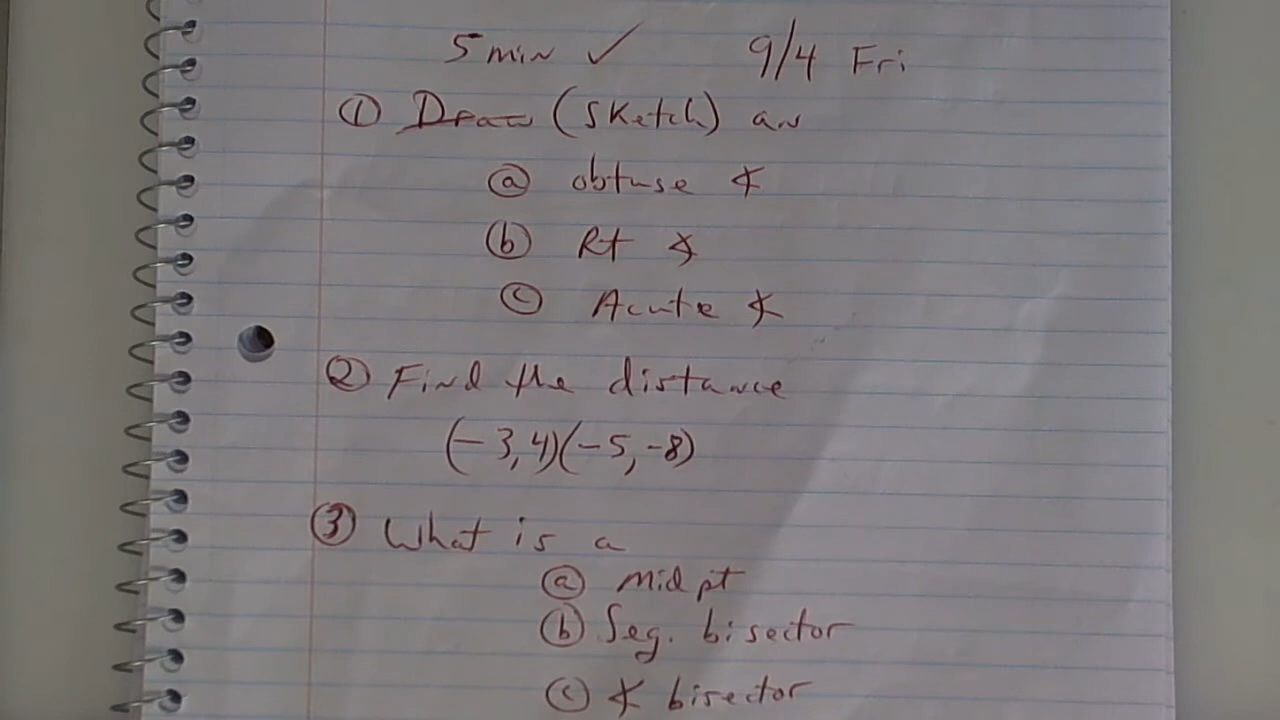 5 min ✓ 9/4 Fri
① Draw (Sketch) an
ⓐ obtuse ∡
ⓑ Rt ∡
ⓒ Acute ∡
② Find the distance
(-3,4)(-5,-8)
③ What is a
ⓐ mid pt
ⓑ Seg. bisector
ⓒ ∡ bisector